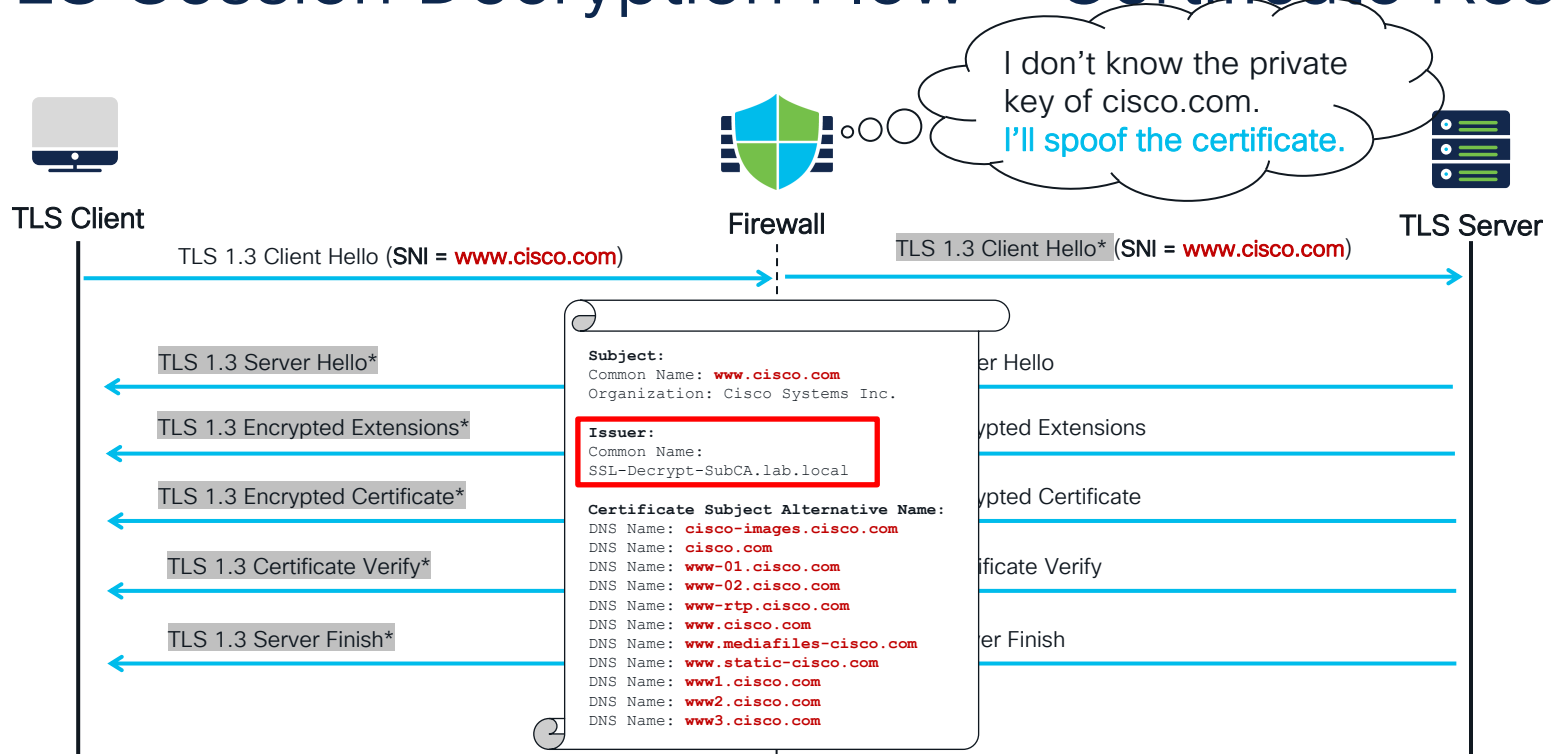 I don't know the private
key of cisco.com.
I'll spoof the certificate.
TLS Client
Firewall
TLS Server
TLS 1.3 Client Hello (SNI = www.cisco.com)
TLS 1.3 Client Hello* (SNI = www.cisco.com)
TLS 1.3 Server Hello*
TLS 1.3 Encrypted Extensions*
TLS 1.3 Encrypted Certificate*
TLS 1.3 Certificate Verify*
TLS 1.3 Server Finish*
Subject:
Common Name: www.cisco.com
Organization: Cisco Systems Inc.
Issuer:
Common Name:
SSL-Decrypt-SubCA.lab.local
Certificate Subject Alternative Name:
DNS Name: cisco-images.cisco.com
DNS Name: cisco.com
DNS Name: www-01.cisco.com
DNS Name: www-02.cisco.com
DNS Name: www-rtp.cisco.com
DNS Name: www.cisco.com
DNS Name: www.mediafiles-cisco.com
DNS Name: www.static-cisco.com
DNS Name: www1.cisco.com
DNS Name: www2.cisco.com
DNS Name: www3.cisco.com
er Hello
ypted Extensions
ypted Certificate
ificate Verify
er Finish